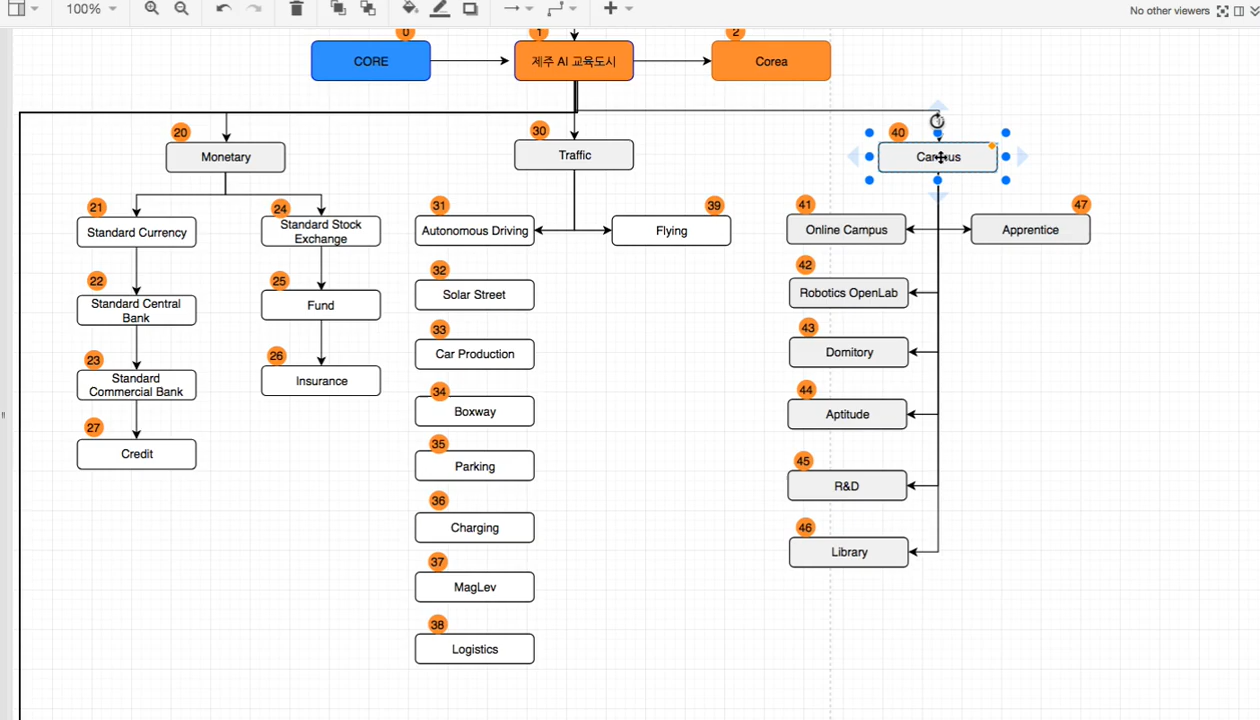 100%
No other viewers
0
1
2
CORE
제주 AI 교육도시
Corea
20
30
40
Monetary
Traffic
Campus
21
24
31
39
41
47
Standard Currency
Standard Stock
Exchange
Autonomous Driving
Flying
Online Campus
Apprentice
22
25
32
42
Standard Central
Bank
Fund
Solar Street
Robotics OpenLab
23
26
33
43
Standard
Commercial Bank
Insurance
Car Production
Domitory
27
34
44
Credit
Boxway
Aptitude
35
45
Parking
R&D
36
46
Charging
Library
37
MagLev
38
Logistics